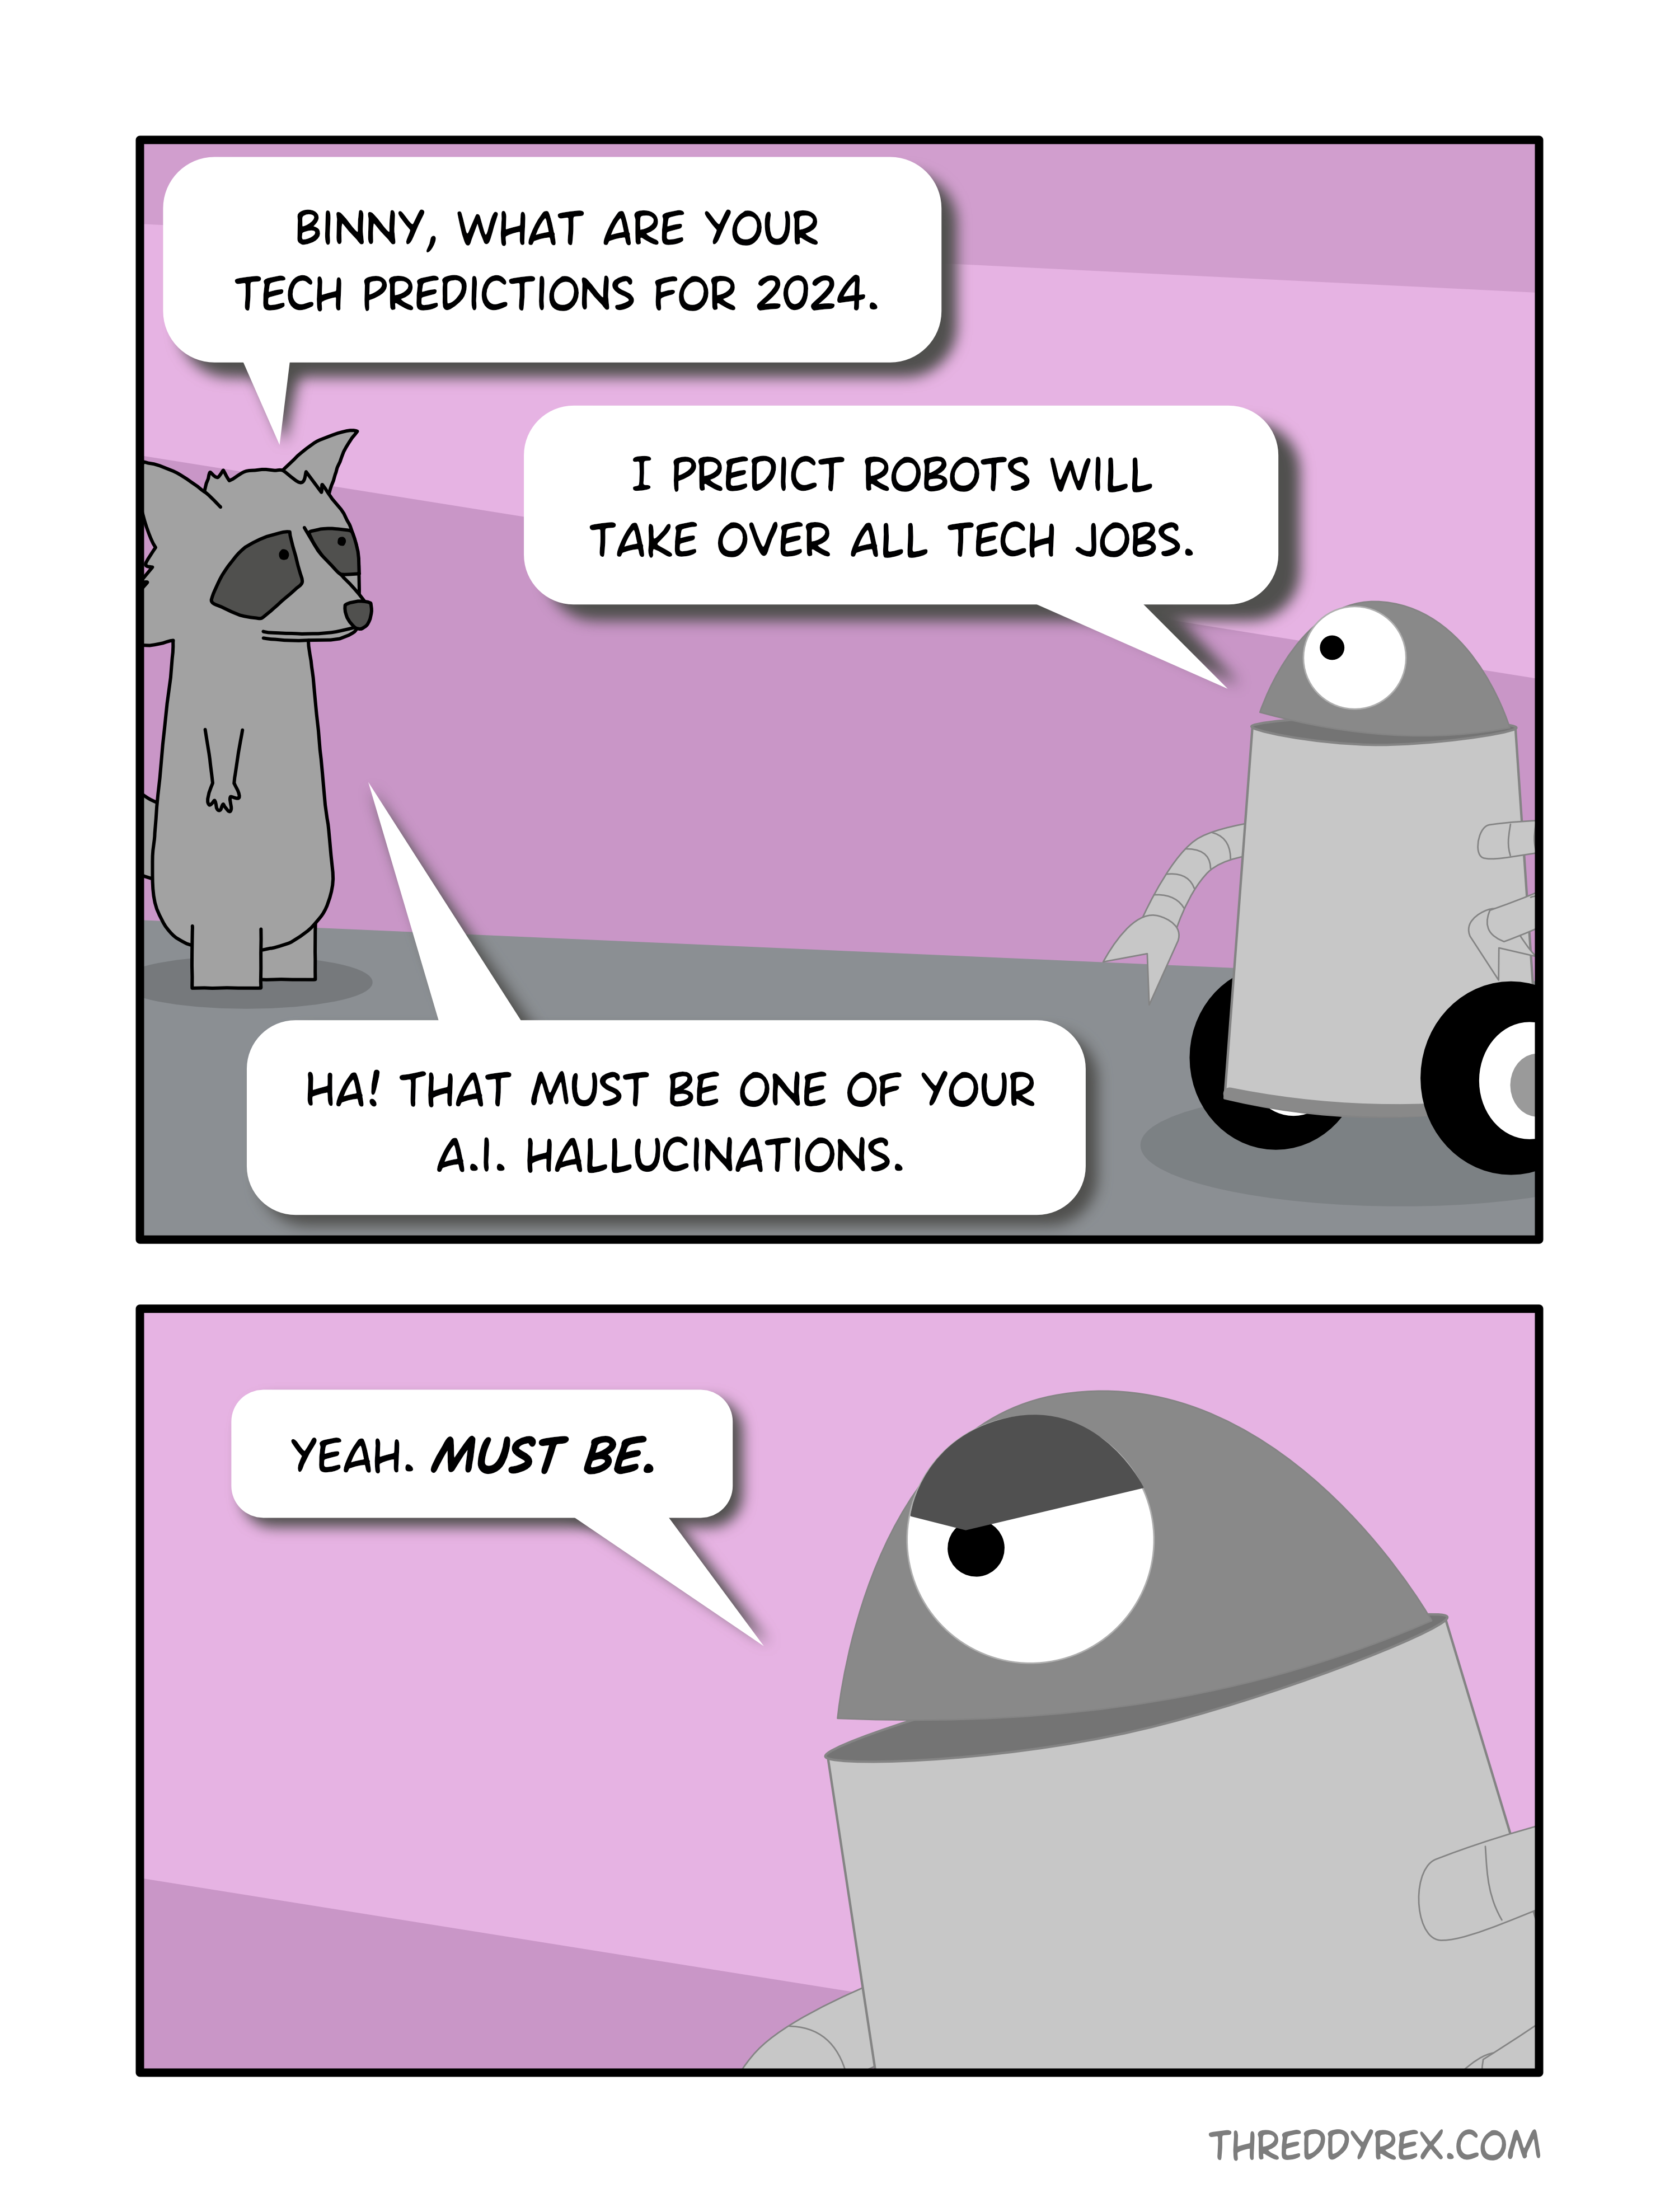 BINNY, WHAT ARE YOUR
TECH PREDICTIONS FOR 2024.
I PREDICT ROBOTS WILL
TAKE OVER ALL TECH JOBS.
HA! THAT MUST BE ONE OF YOUR
A.I. HALLUCINATIONS.
YEAH. MUST BE.
THREDDYREX.COM